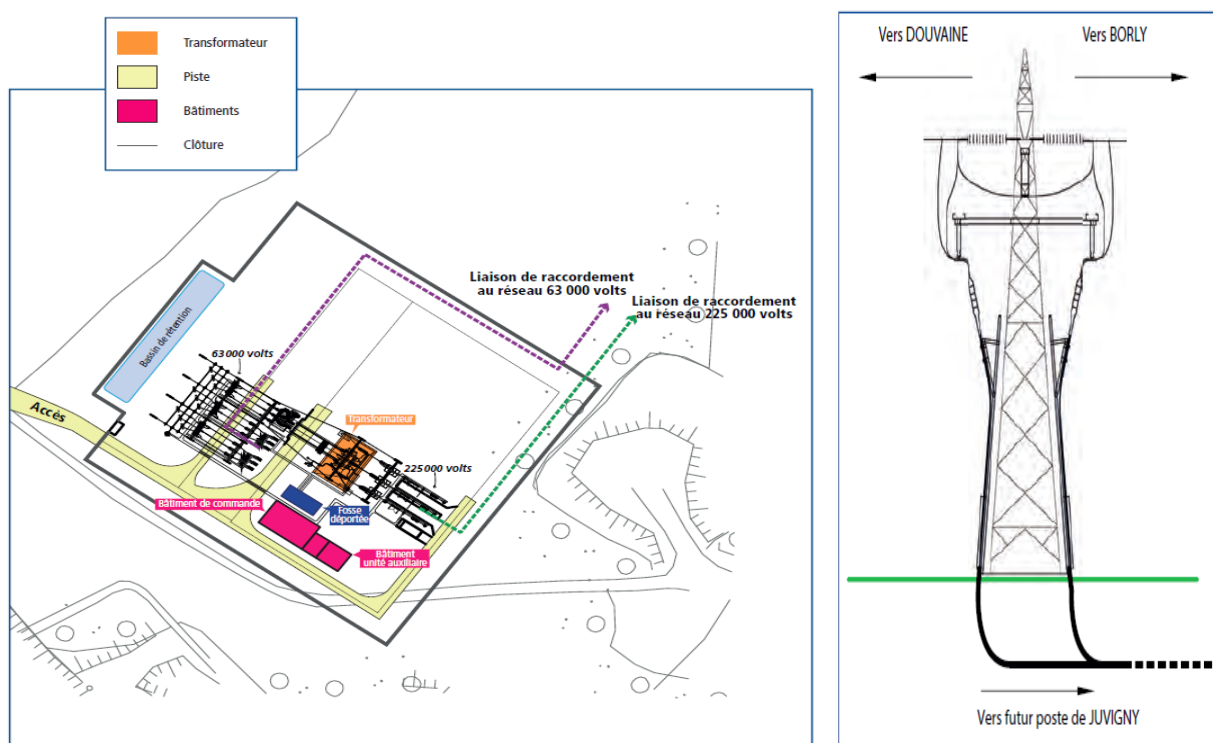 Transformateur
Piste
Bâtiments
Clôture
Liaison de raccordement
au réseau 63 000 volts
Liaison de raccordement
au réseau 225 000 volts
Bassin de rétention
63 000 volts
Accès
Transformateur
225 000 volts
Bâtiment de commande
Fosse
déportée
Bâtiment
unité auxiliaire
Vers DOUVAINE
Vers BORLY
Vers futur poste de JUVIGNY